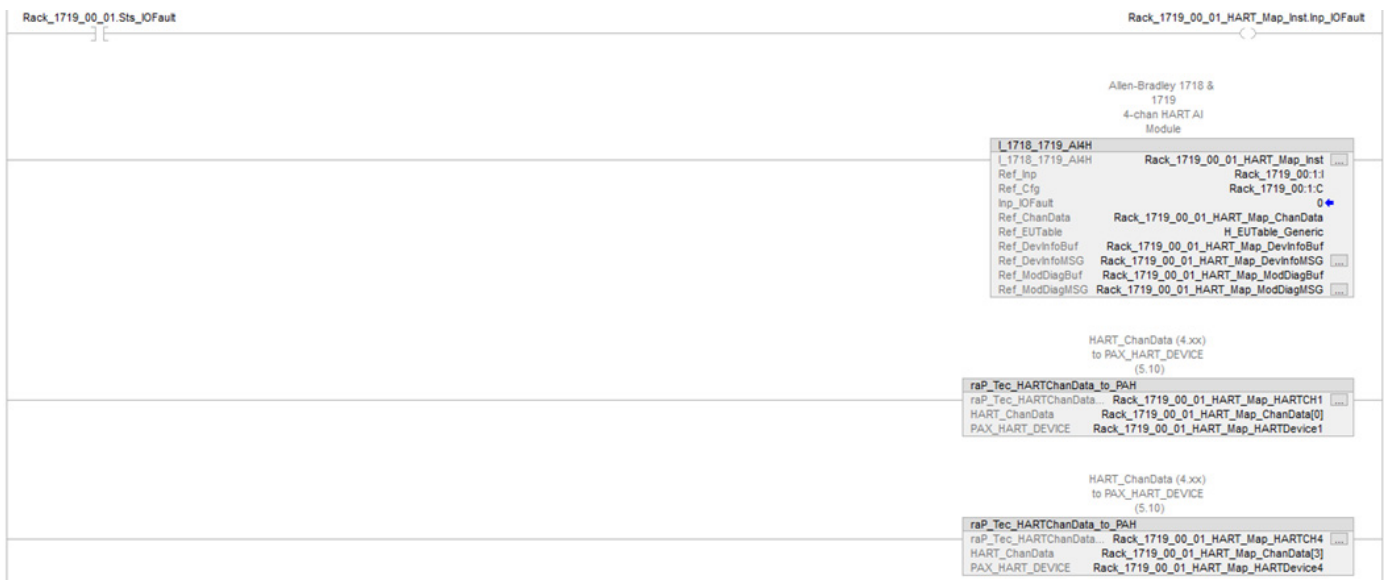 Rack_1719_00_01.Sts_IOFault
Rack_1719_00_01_HART_Map_Inst.Inp_IOFault
Allen-Bradley 1718 &
1719
4-chan HART AI
Module
I_1718_1719_AI4H
I_1718_1719_AI4H Rack_1719_00_01_HART_Map_Inst ...
Ref_Inp Rack_1719_00:1:I
Ref_Cfg Rack_1719_00:1:C
Inp_IOFault 0
Ref_ChanData Rack_1719_00_01_HART_Map_ChanData
Ref_EUTable H_EUTable_Generic
Ref_DevInfoBuf Rack_1719_00_01_HART_Map_DevInfoBuf
Ref_DevInfoMSG Rack_1719_00_01_HART_Map_DevInfoMSG ...
Ref_ModDiagBuf Rack_1719_00_01_HART_Map_ModDiagBuf
Ref_ModDiagMSG Rack_1719_00_01_HART_Map_ModDiagMSG ...
HART_ChanData (4.xx)
to PAX_HART_DEVICE
(5.10)
raP_Tec_HARTChanData_to_PAH
raP_Tec_HARTChanData... Rack_1719_00_01_HART_Map_HARTCH1 ...
HART_ChanData Rack_1719_00_01_HART_Map_ChanData[0]
PAX_HART_DEVICE Rack_1719_00_01_HART_Map_HARTDevice1
HART_ChanData (4.xx)
to PAX_HART_DEVICE
(5.10)
raP_Tec_HARTChanData_to_PAH
raP_Tec_HARTChanData... Rack_1719_00_01_HART_Map_HARTCH4 ...
HART_ChanData Rack_1719_00_01_HART_Map_ChanData[3]
PAX_HART_DEVICE Rack_1719_00_01_HART_Map_HARTDevice4